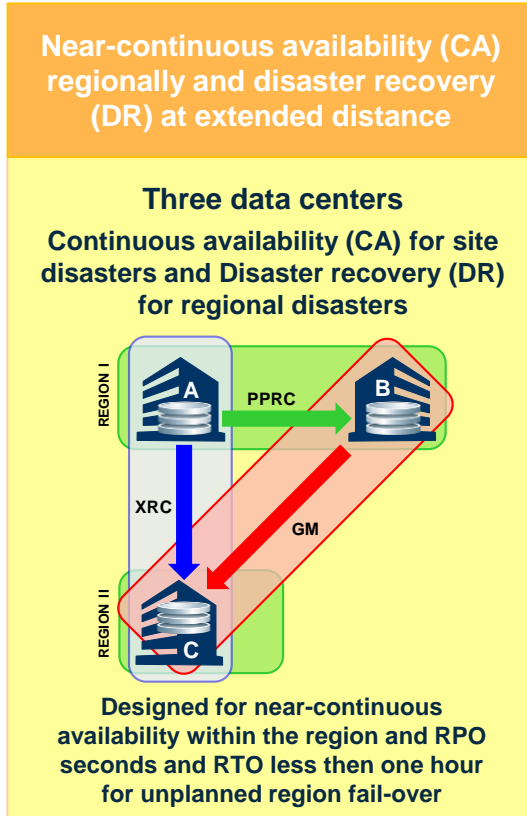 Near-continuous availability (CA)
regionally and disaster recovery
(DR) at extended distance
Three data centers
Continuous availability (CA) for site
disasters and Disaster recovery (DR)
for regional disasters
REGION I
A
PPRC
B
XRC
GM
REGION II
C
Designed for near-continuous
availability within the region and RPO
seconds and RTO less then one hour
for unplanned region fail-over